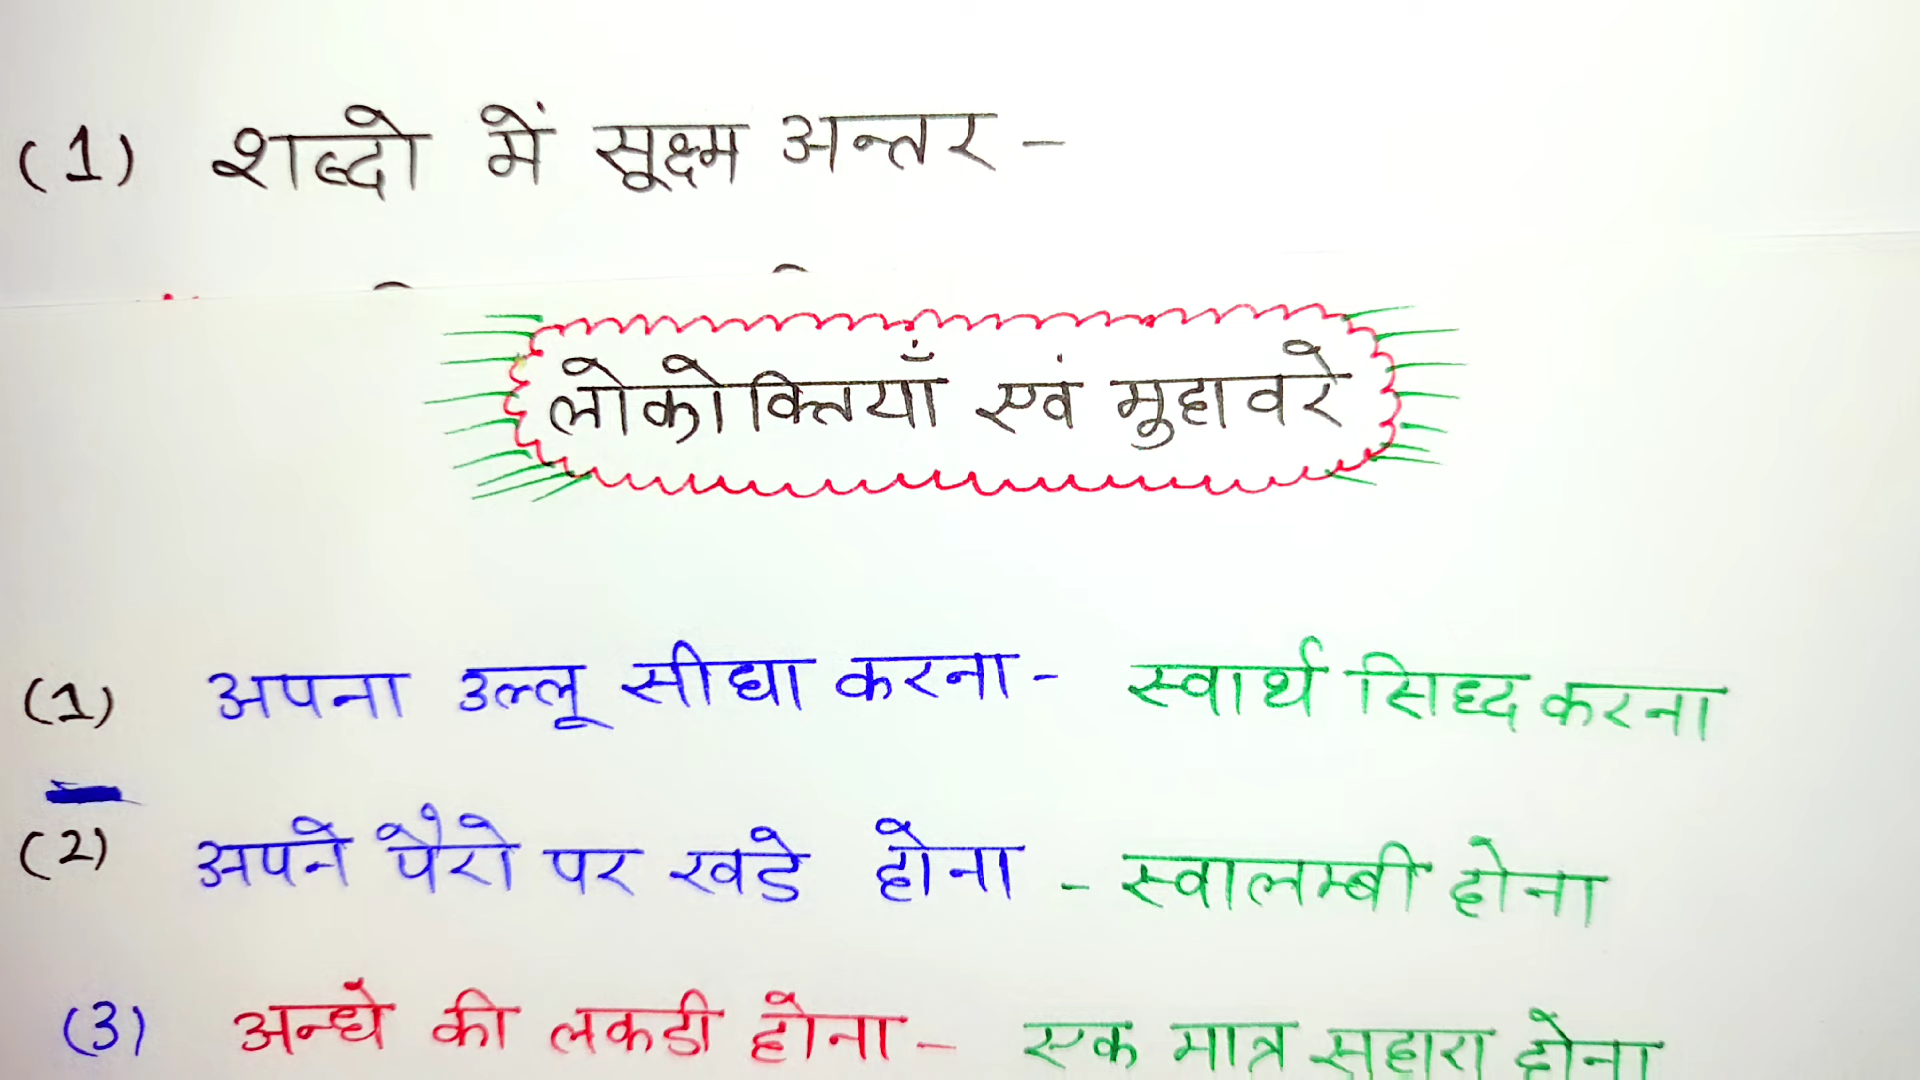 (1) शब्दो में सूक्ष्म अन्तर -
लोकोक्तियाँ एवं मुहावरे
(1) अपना उल्लू सीधा करना - स्वार्थ सिध्द करना
(2) अपने पैरो पर खडे होना - स्वालम्बी होना
(3) अन्धे की लकडी होना - एक मात्र सहारा होना